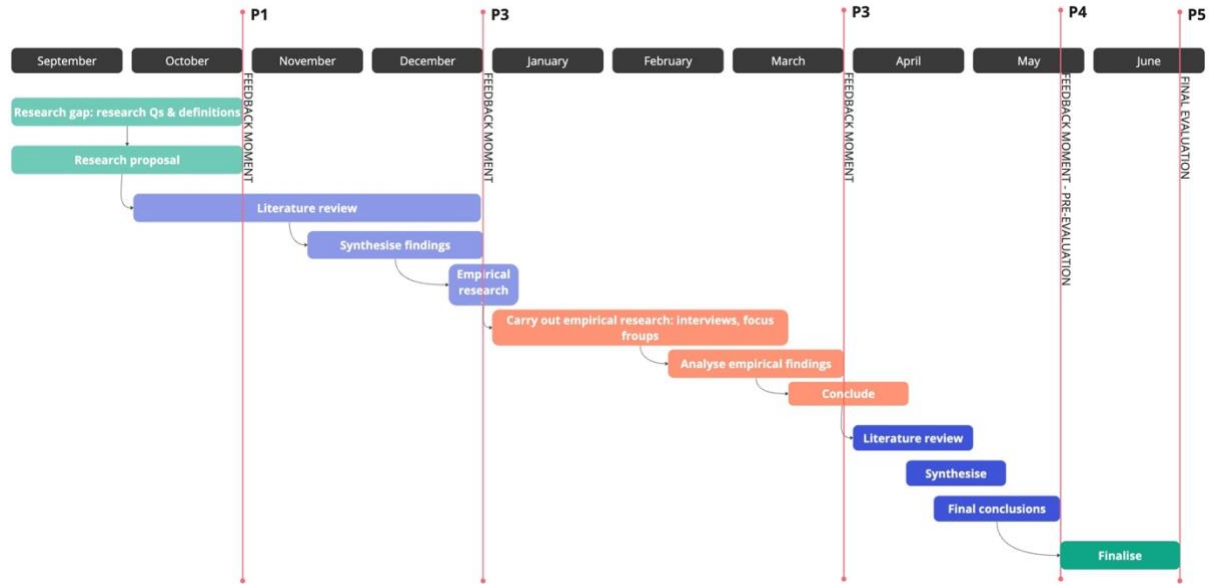 P1
P3
P3
P4
P5
September
October
November
December
January
February
March
April
May
June
FEEDBACK MOMENT
FEEDBACK MOMENT
FEEDBACK MOMENT
FEEDBACK MOMENT - PRE-EVALUATION
FINAL EVALUATION
Research gap: research Qs & definitions
Research proposal
Literature review
Synthesise findings
Empirical
research
Carry out empirical research: interviews, focus
froups
Analyse empirical findings
Conclude
Literature review
Synthesise
Final conclusions
Finalise